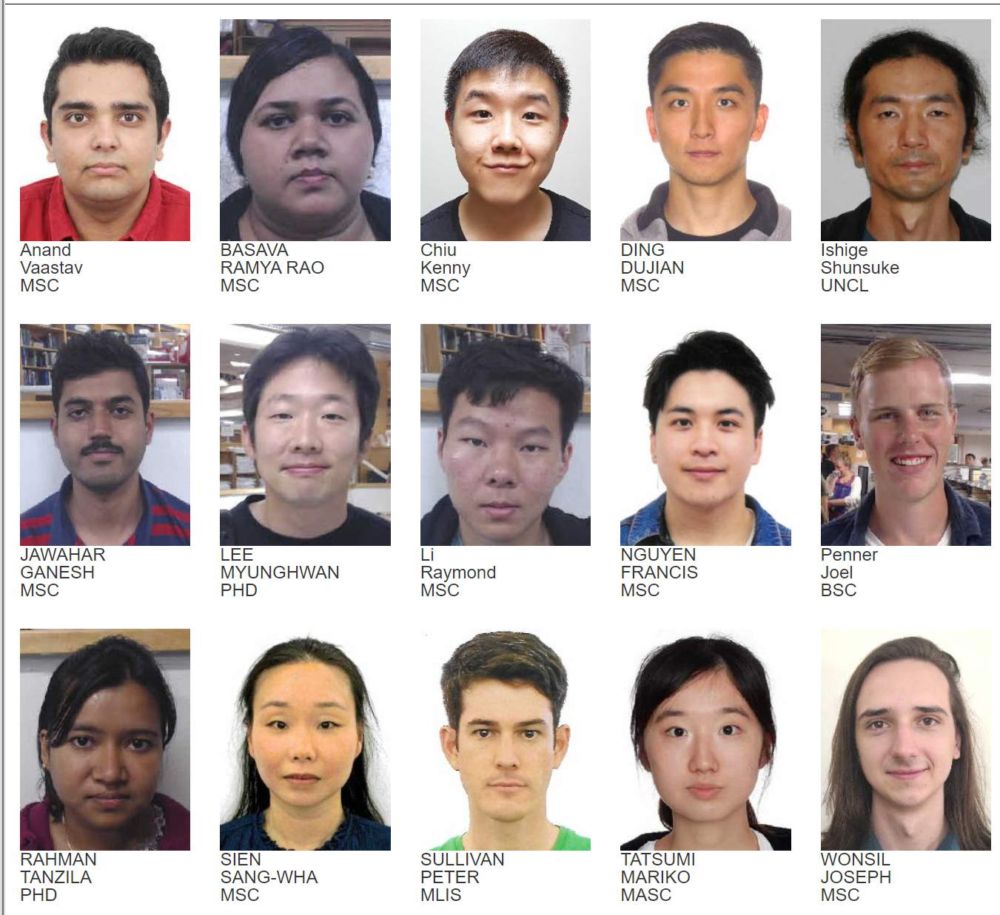 Anand
Vaastav
MSC
BASAVA
RAMYA RAO
MSC
Chiu
Kenny
MSC
DING
DUJIAN
MSC
Ishige
Shunsuke
UNCL
JAWAHAR
GANESH
MSC
LEE
MYUNGHWAN
PHD
Li
Raymond
MSC
NGUYEN
FRANCIS
MSC
Penner
Joel
BSC
RAHMAN
TANZILA
PHD
SIEN
SANG-WHA
MSC
SULLIVAN
PETER
MLIS
TATSUMI
MARIKO
MASC
WONSIL
JOSEPH
MSC